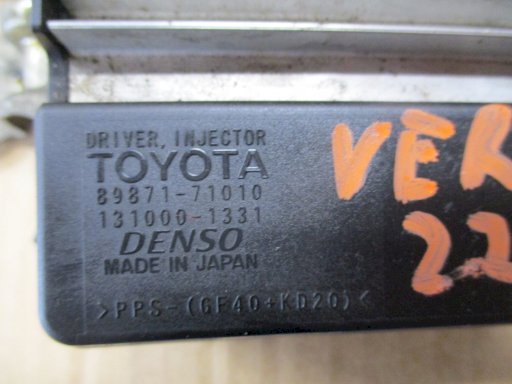 DRIVER, INJECTOR
TOYOTA
89871-71010
131000-1331
DENSO
MADE IN JAPAN
>PPS-(GF40+KD20)<
VER
22